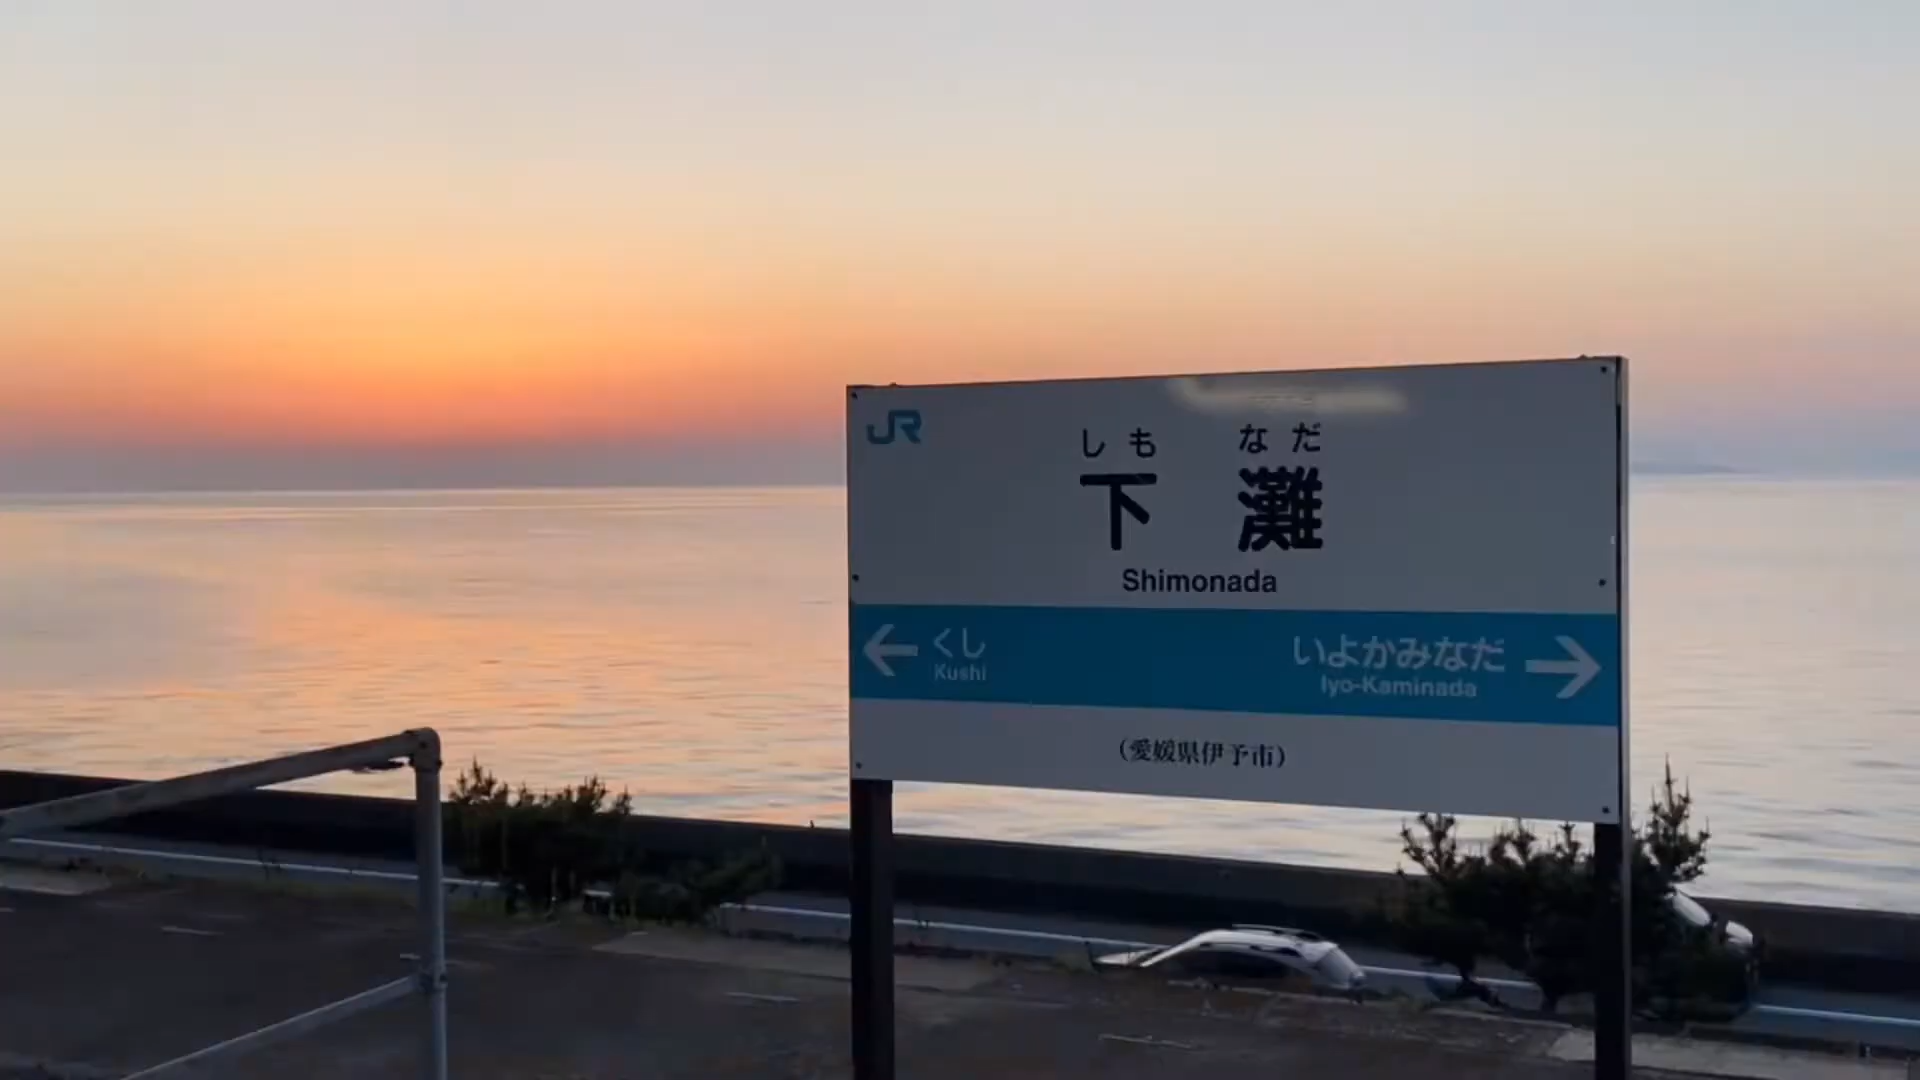 JR
しも なだ
下 灘
Shimonada
← くし
Kushi
いよかみなだ →
Iyo-Kaminada
(愛媛県伊予市)